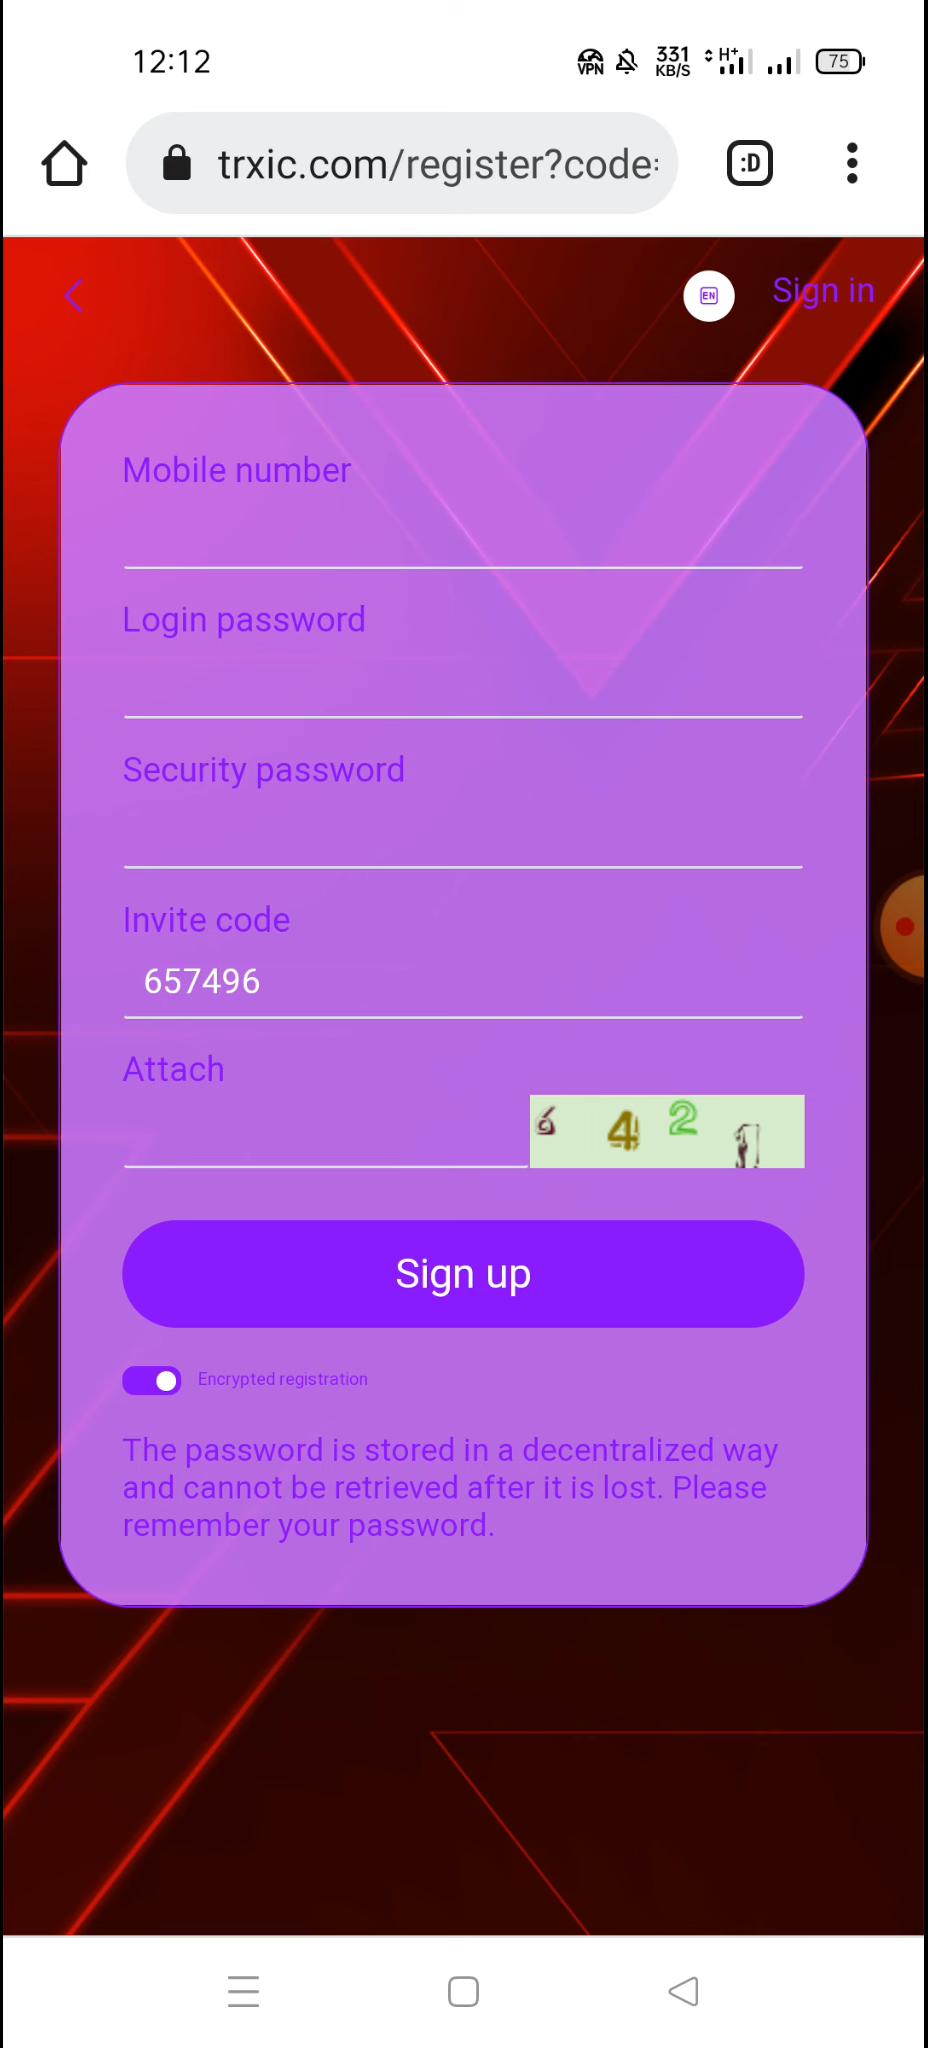 12:12
VPN
331
KB/S
H+
75
trxic.com/register?code
:D
EN
Sign in
Mobile number
Login password
Security password
Invite code
657496
Attach
6 4 2 1
Sign up
Encrypted registration
The password is stored in a decentralized way
and cannot be retrieved after it is lost. Please
remember your password.